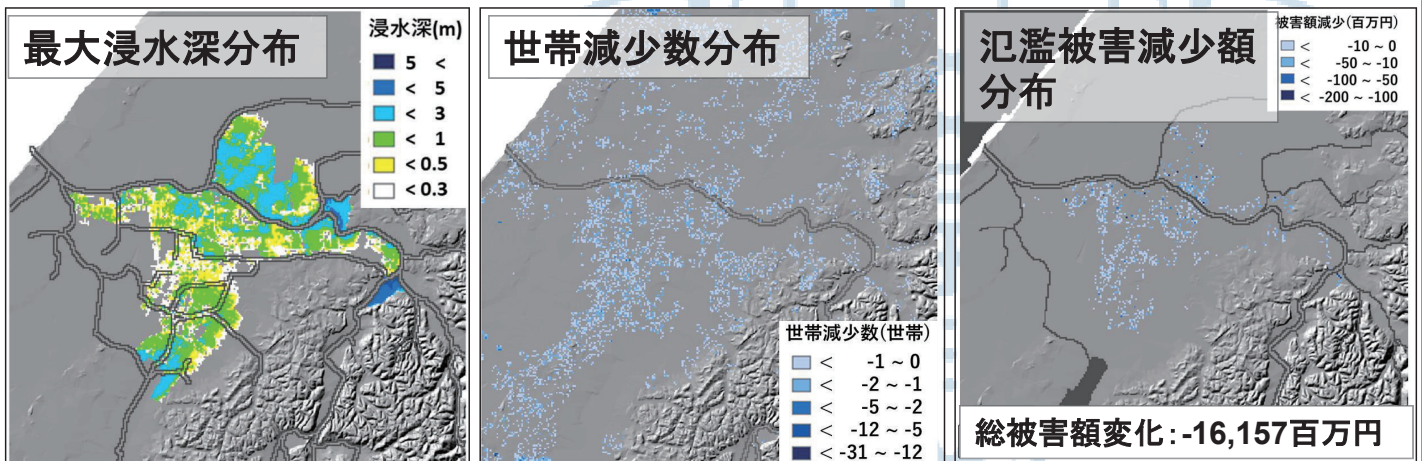 最大浸水深分布
浸水深(m)
5 <
< 5
< 3
< 1
< 0.5
< 0.3
世帯減少数分布
世帯減少数(世帯)
< -1 ~ 0
< -2 ~ -1
< -5 ~ -2
< -12 ~ -5
< -31 ~ -12
氾濫被害減少額
分布
被害額減少(百万円)
< -10 ~ 0
< -50 ~ -10
< -100 ~ -50
< -200 ~ -100
総被害額変化:-16,157百万円